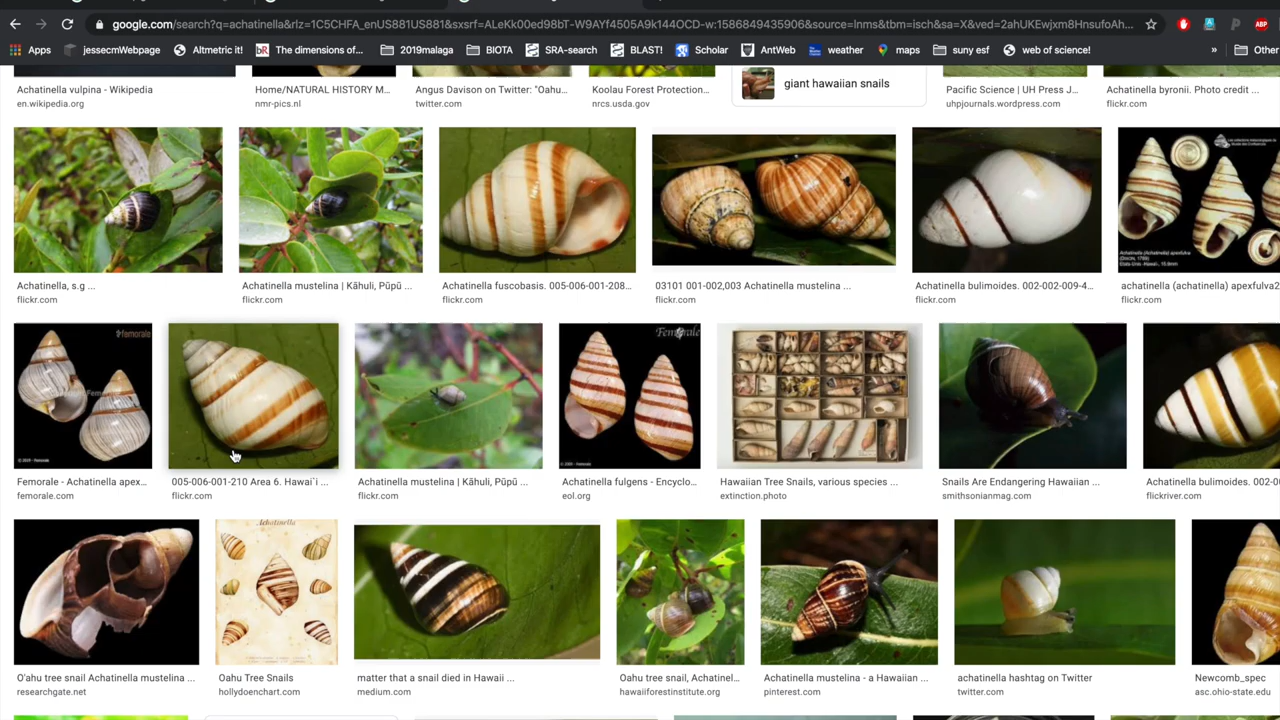 google.com/search?q=achatinella&rlz=1C5CHFA_enUS881US881&sxsrf=ALeKk00ed98bT-W9AYf4505A9k144OCD-w:1586849435906&source=lnms&tbm=isch&sa=X&ved=2ahUKEwjxm8HnsufoAh...
ABP
Apps jessecmWebpage Altmetric it! bR The dimensions of... 2019malaga BIOTA SRA-search BLAST! Scholar AntWeb weather maps suny esf web of science! » Other
Achatinella vulpina - Wikipedia
en.wikipedia.org
Home/NATURAL HISTORY M...
nmr-pics.nl
Angus Davison on Twitter: "Oahu...
twitter.com
Koolau Forest Protection...
nrcs.usda.gov
giant hawaiian snails
Pacific Science | UH Press J...
uhpjournals.wordpress.com
Achatinella byronii. Photo credit ...
flickr.com
Achatinella, s.g ...
flickr.com
Achatinella mustelina | Kāhuli, Pūpū ...
flickr.com
Achatinella fuscobasis. 005-006-001-208...
flickr.com
03101 001-002,003 Achatinella mustelina ...
flickr.com
Achatinella bulimoides. 002-002-009-4...
flickr.com
achatinella (achatinella) apexfulva2
flickr.com
femorale
Femorale - Achatinella apex...
femorale.com
005-006-001-210 Area 6. Hawai`i ...
flickr.com
Achatinella mustelina | Kāhuli, Pūpū ...
flickr.com
Femorale
Achatinella fulgens - Encyclo...
eol.org
Hawaiian Tree Snails, various species ...
extinction.photo
Snails Are Endangering Hawaiian ...
smithsonianmag.com
Achatinella bulimoides. 002-00
flickriver.com
O'ahu tree snail Achatinella mustelina ...
researchgate.net
Achatinella
Oahu Tree Snails
hollydoenchart.com
matter that a snail died in Hawaii ...
medium.com
Oahu tree snail, Achatinel...
hawaiiforestinstitute.org
Achatinella mustelina - a Hawaiian ...
pinterest.com
achatinella hashtag on Twitter
twitter.com
Newcomb_spec
asc.ohio-state.edu